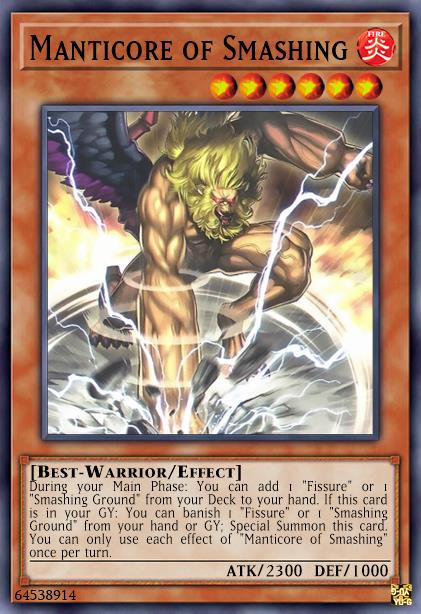 MANTICORE OF SMASHING
FIRE
炎
[BEST-WARRIOR/EFFECT]
During your Main Phase: You can add 1 "Fissure" or 1
"Smashing Ground" from your Deck to your hand. If this card
is in your GY: You can banish 1 "Fissure" or 1 "Smashing
Ground" from your hand or GY; Special Summon this card.
You can only use each effect of "Manticore of Smashing"
once per turn.
ATK/2300 DEF/1000
64538914